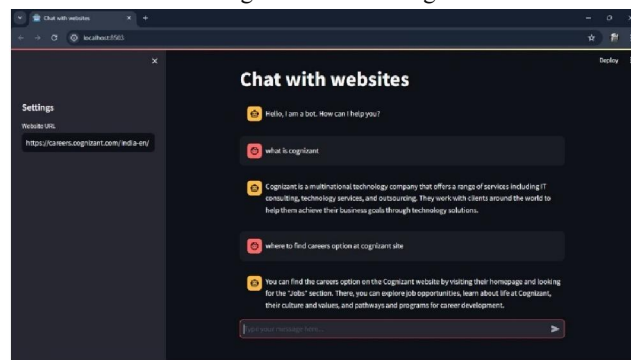 Chat with websites
localhost:8501
Deploy
Settings
Website URL
https://careers.cognizant.com/india-en/
Chat with websites
Hello, I am a bot. How can I help you?
what is cognizant
Cognizant is a multinational technology company that offers a range of services including IT
consulting, technology services, and outsourcing. They work with clients around the world to
help them achieve their business goals through technology solutions.
where to find careers option at cognizant site
You can find the careers option on the Cognizant website by visiting their homepage and looking
for the "Jobs" section. There, you can explore job opportunities, learn about life at Cognizant,
their culture and values, and pathways and programs for career development.
Type your message here...